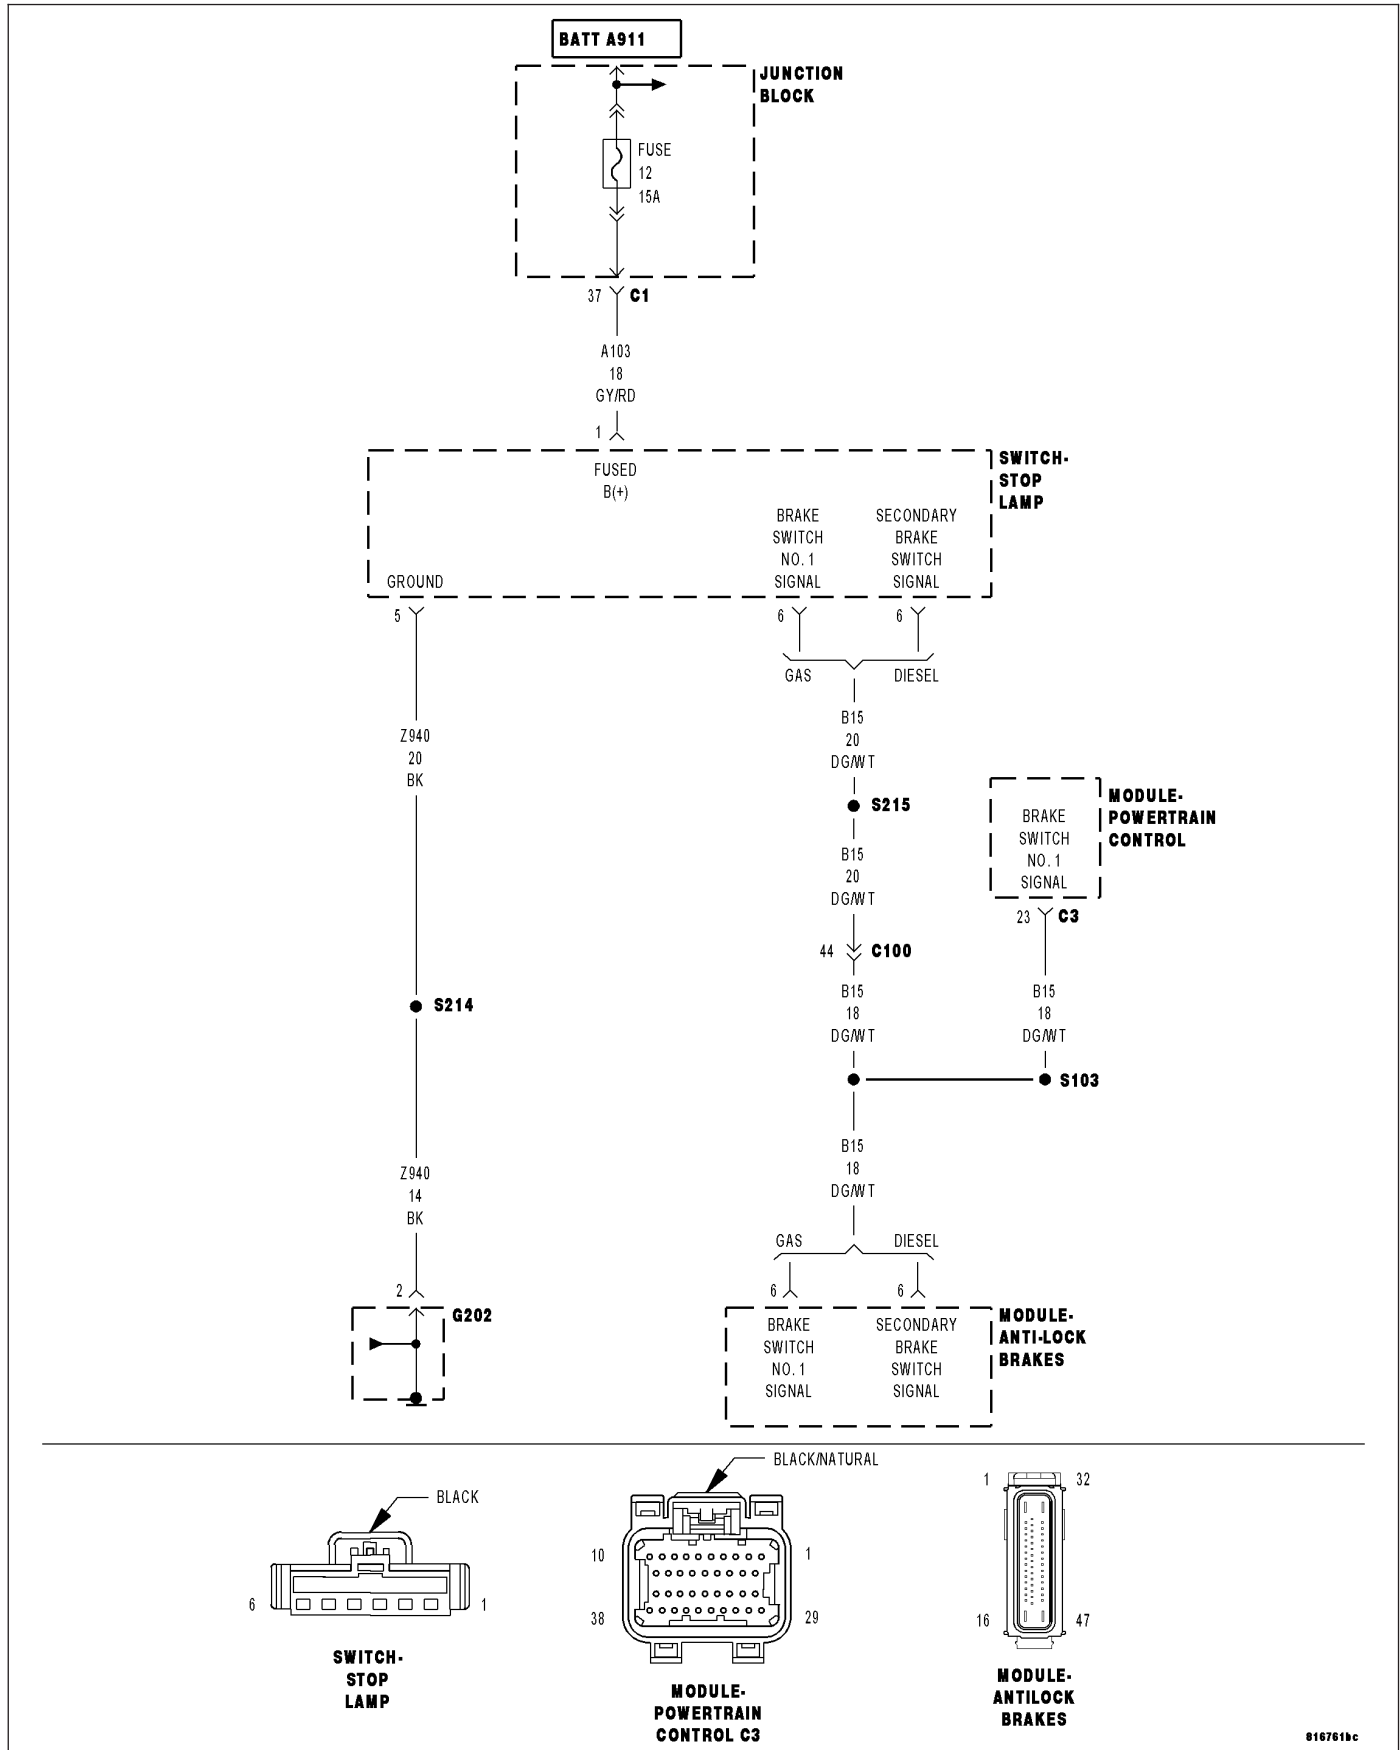 BATT A911
JUNCTION
BLOCK
FUSE
12
15A
37 C1
A103
18
GY/RD
1
SWITCH-
STOP
LAMP
FUSED
B(+)
BRAKE
SWITCH
NO. 1
SIGNAL
SECONDARY
BRAKE
SWITCH
SIGNAL
GROUND
5
6
6
GAS
DIESEL
B15
20
DG/WT
Z940
20
BK
S215
MODULE-
POWERTRAIN
CONTROL
BRAKE
SWITCH
NO. 1
SIGNAL
B15
20
DG/WT
23 C3
44 C100
B15
18
DG/WT
B15
18
DG/WT
S214
S103
B15
18
DG/WT
Z940
14
BK
GAS
DIESEL
2
6
6
G202
MODULE-
ANTI-LOCK
BRAKES
BRAKE
SWITCH
NO. 1
SIGNAL
SECONDARY
BRAKE
SWITCH
SIGNAL
BLACK
6
1
SWITCH-
STOP
LAMP
BLACK/NATURAL
10
1
38
29
MODULE-
POWERTRAIN
CONTROL C3
1
32
16
47
MODULE-
ANTILOCK
BRAKES
816761bc